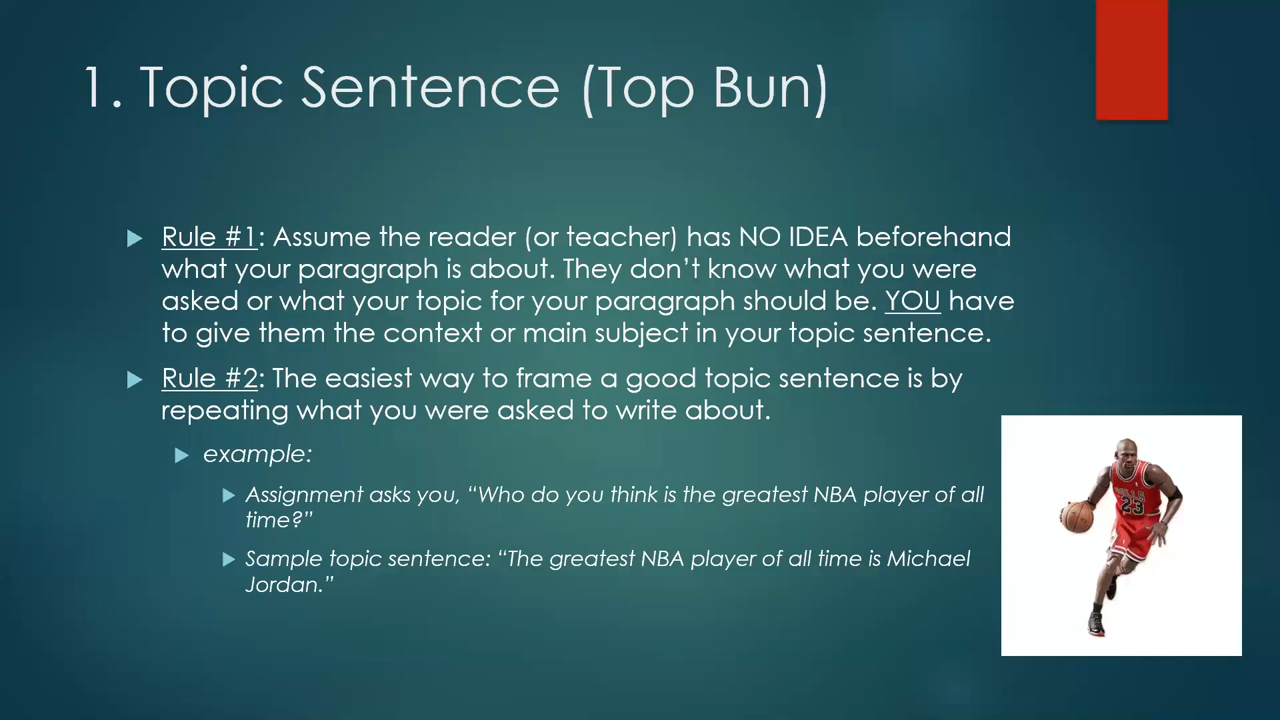 1. Topic Sentence (Top Bun)
Rule #1: Assume the reader (or teacher) has NO IDEA beforehand
what your paragraph is about. They don’t know what you were
asked or what your topic for your paragraph should be. YOU have
to give them the context or main subject in your topic sentence.
Rule #2: The easiest way to frame a good topic sentence is by
repeating what you were asked to write about.
example:
Assignment asks you, “Who do you think is the greatest NBA player of all
time?”
Sample topic sentence: “The greatest NBA player of all time is Michael
Jordan.”
BULLS
23